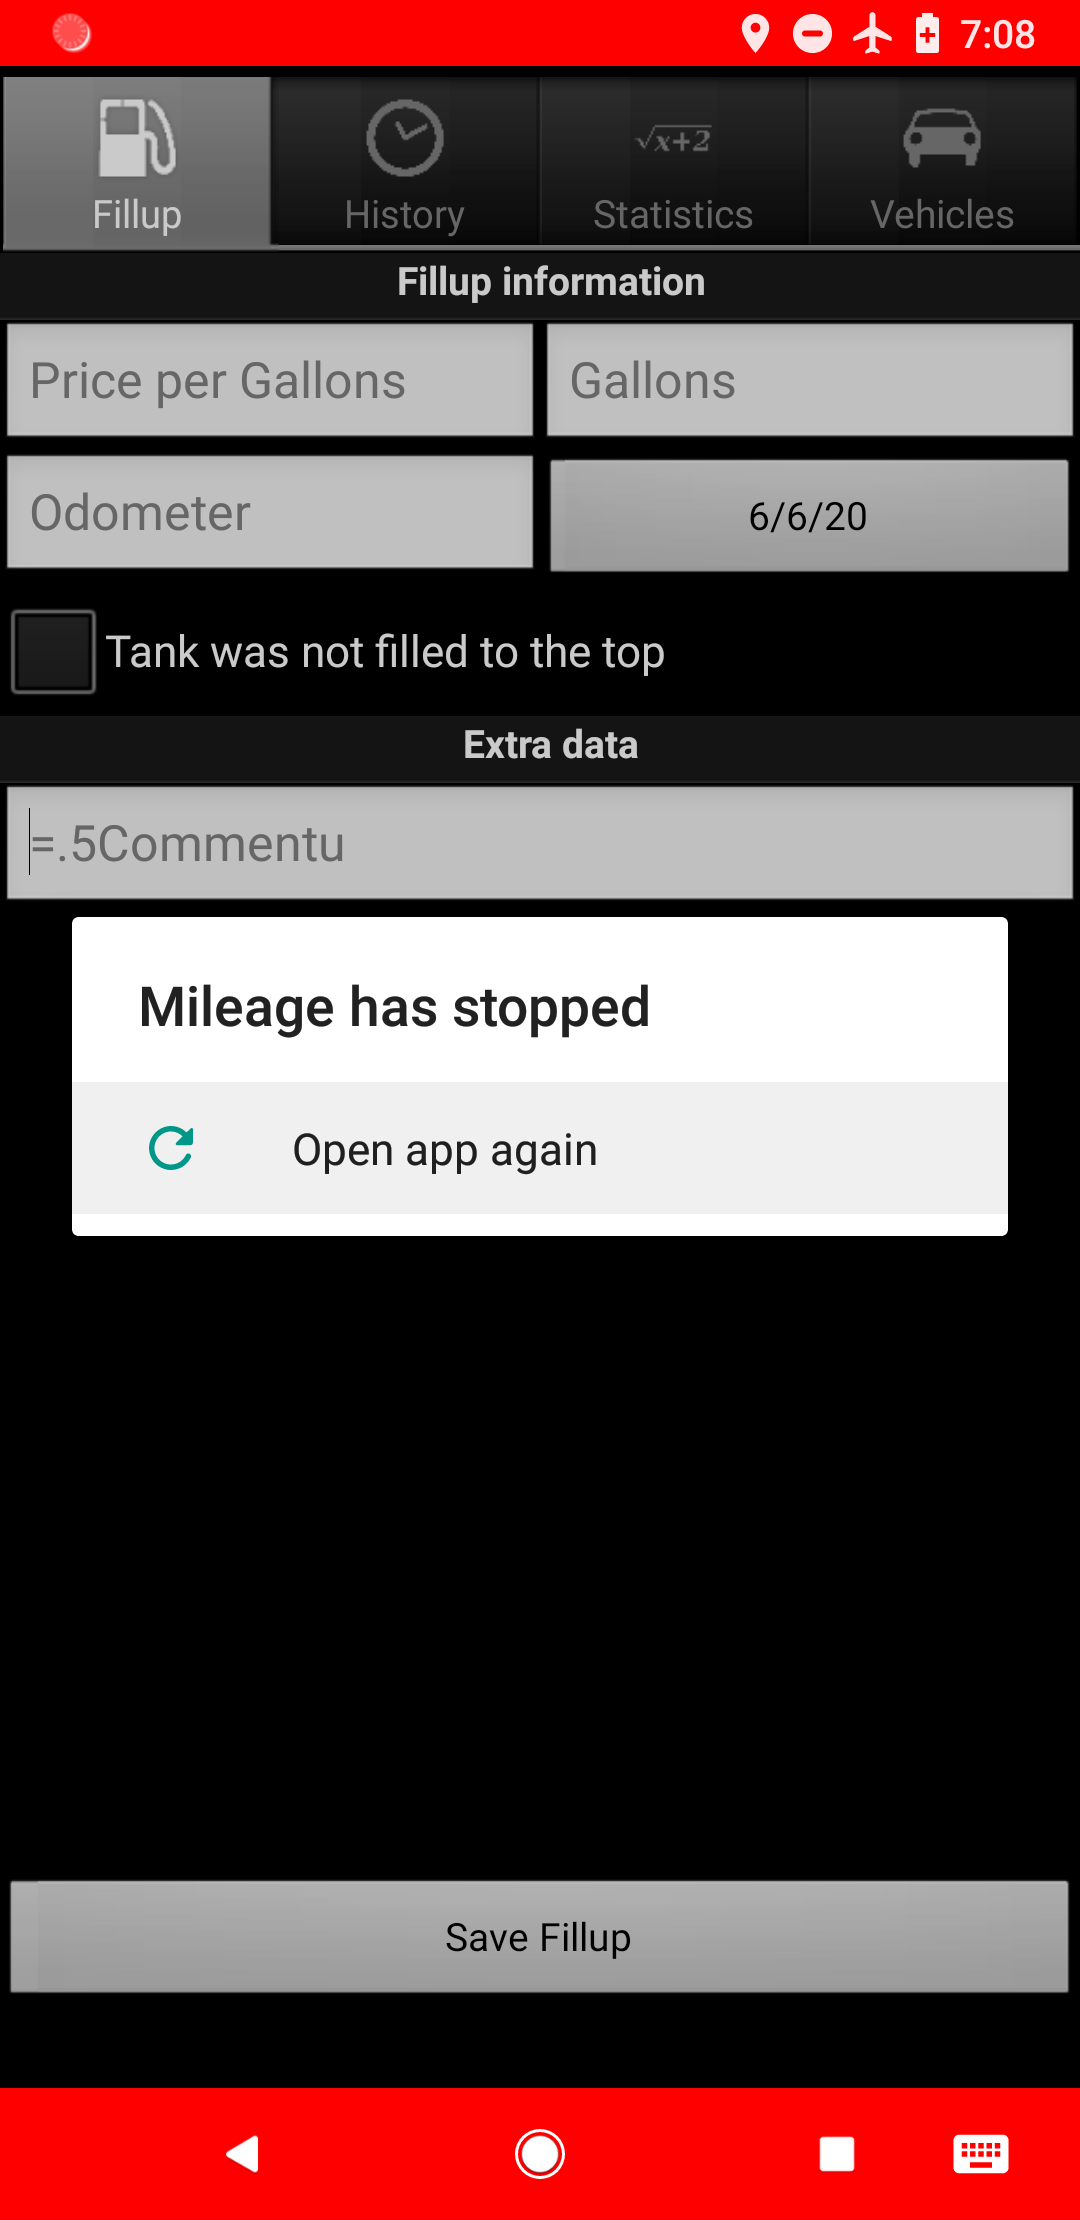 7:08
Fillup History √x+2 Statistics Vehicles
Fillup information
Price per Gallons Gallons
Odometer 6/6/20
Tank was not filled to the top
Extra data
=.5Commentu
Mileage has stopped
Open app again
Save Fillup